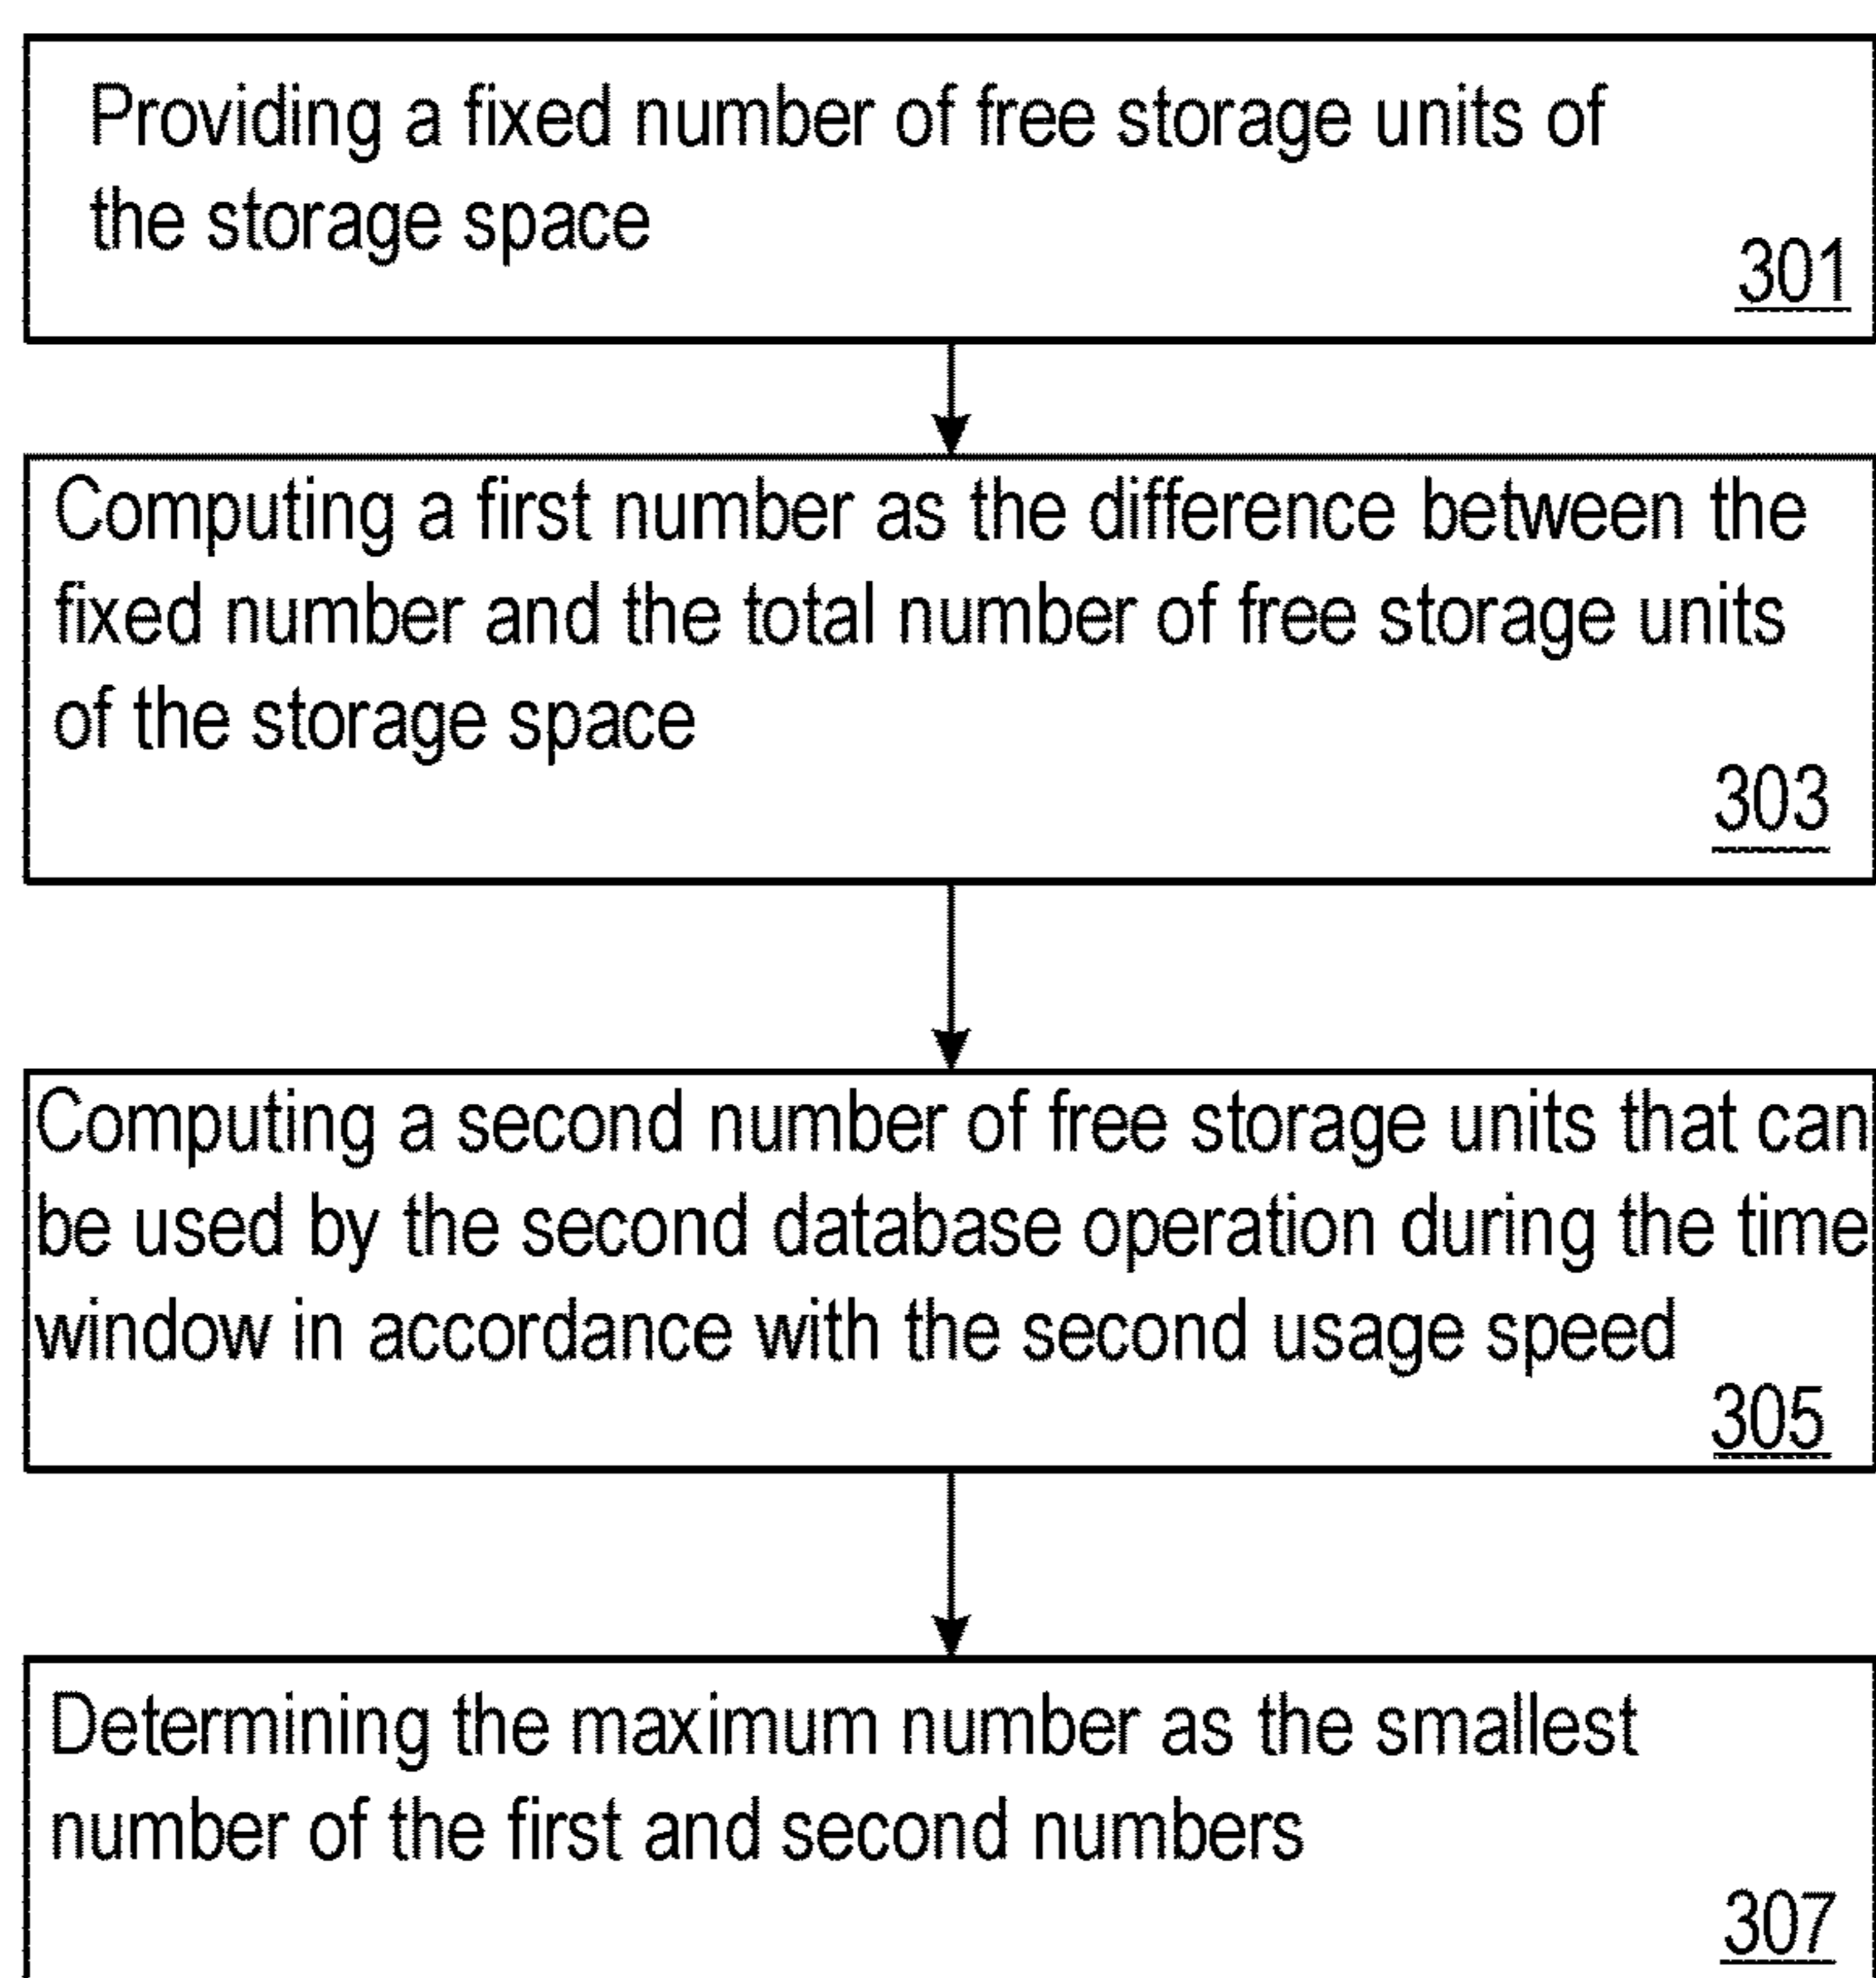 Providing a fixed number of free storage units of
the storage space
301
Computing a first number as the difference between the
fixed number and the total number of free storage units
of the storage space
303
Computing a second number of free storage units that can
be used by the second database operation during the time
window in accordance with the second usage speed
305
Determining the maximum number as the smallest
number of the first and second numbers
307